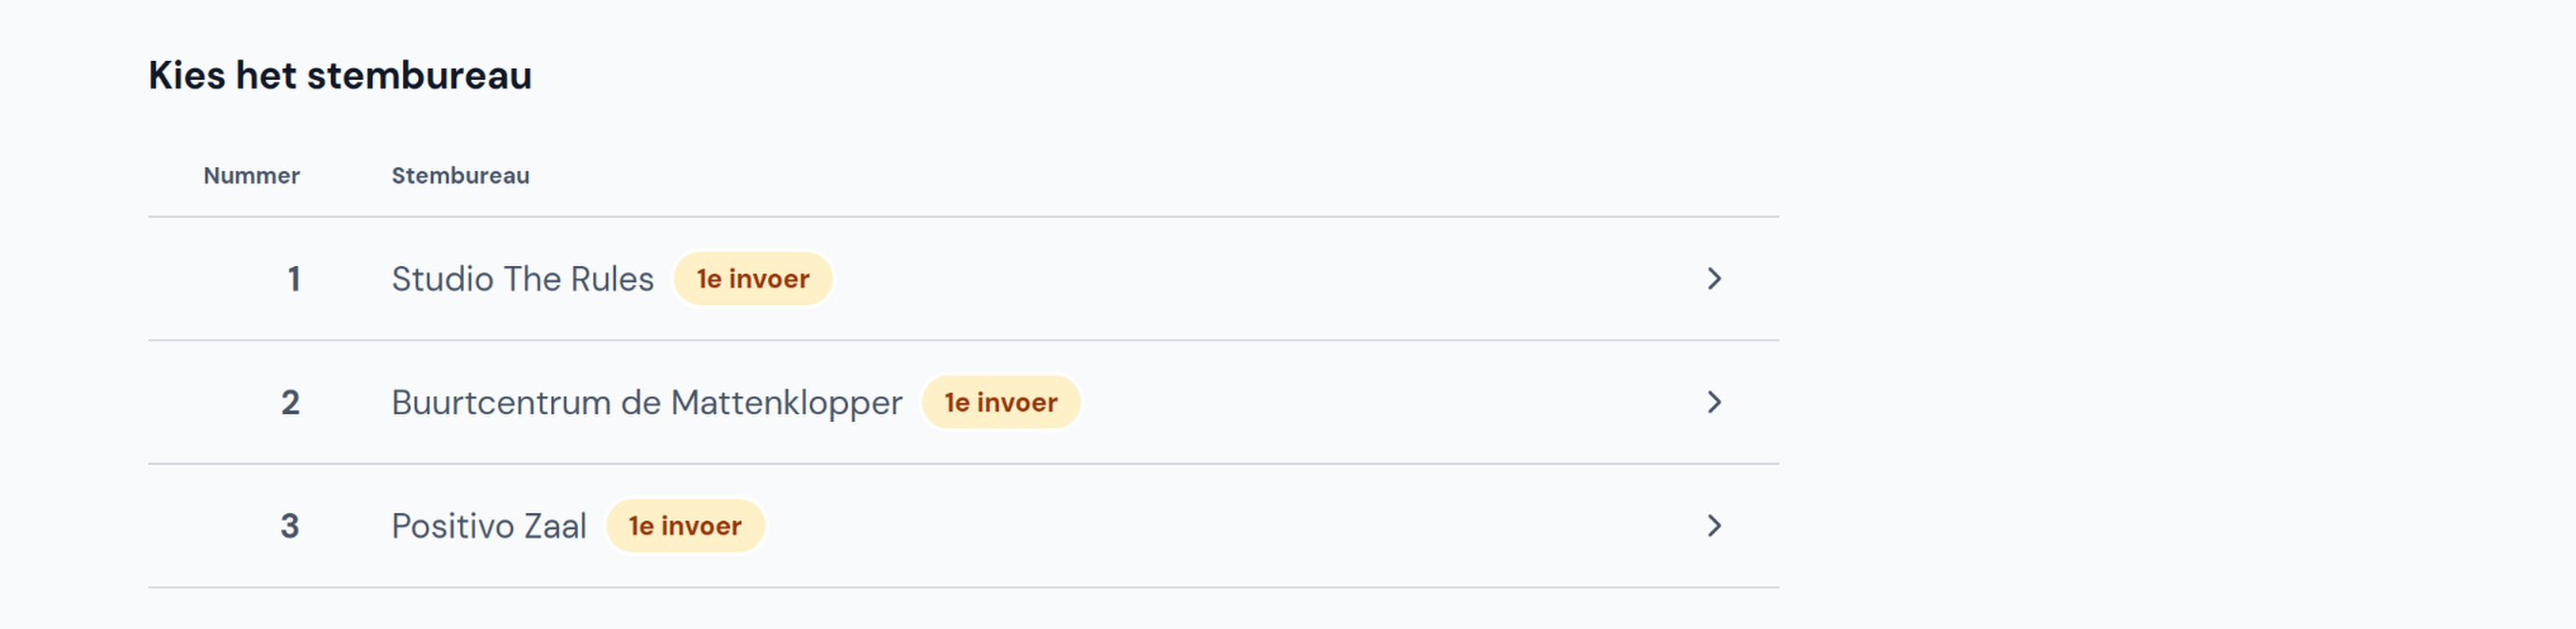 Kies het stembureau
Nummer Stembureau
1 Studio The Rules 1e invoer
2 Buurtcentrum de Mattenklopper 1e invoer
3 Positivo Zaal 1e invoer